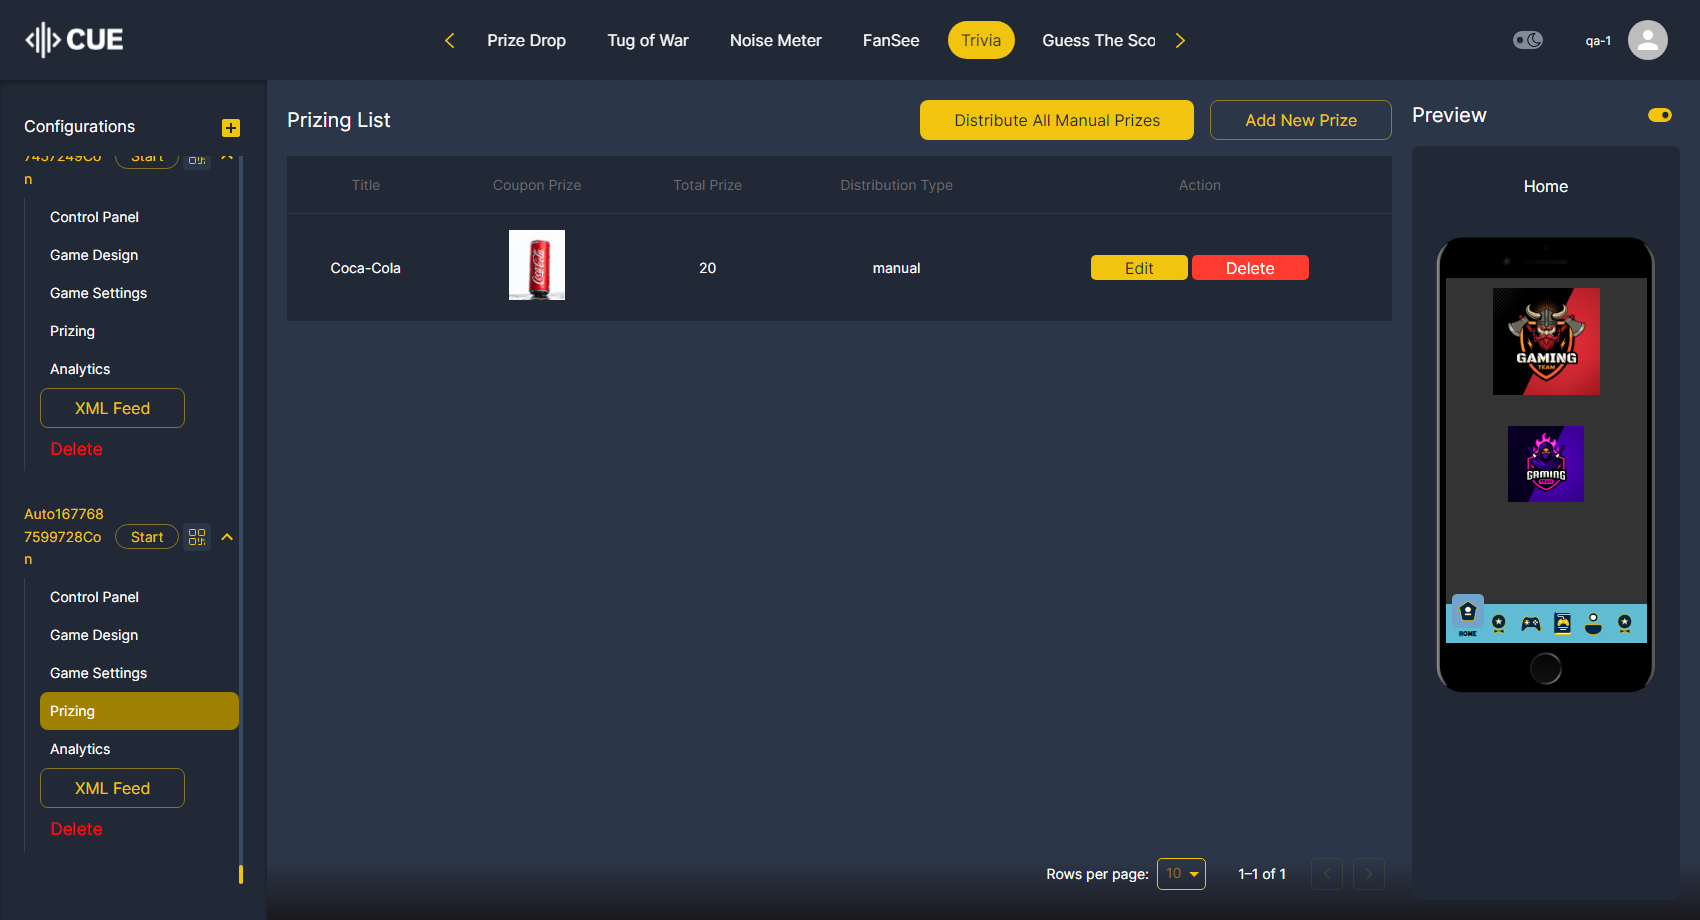 CUE
Prize Drop
Tug of War
Noise Meter
FanSee
Trivia
Guess The Sco
qa-1
Configurations
7457249Co
n
Start
Control Panel
Game Design
Game Settings
Prizing
Analytics
XML Feed
Delete
Auto167768
7599728Co
n
Start
Control Panel
Game Design
Game Settings
Prizing
Analytics
XML Feed
Delete
Prizing List
Distribute All Manual Prizes
Add New Prize
Title
Coupon Prize
Total Prize
Distribution Type
Action
Coca-Cola
Coca-Cola
20
manual
Edit
Delete
Rows per page:
10
1–1 of 1
Preview
Home
GAMING
TEAM
GAMING
TEAM
HOME